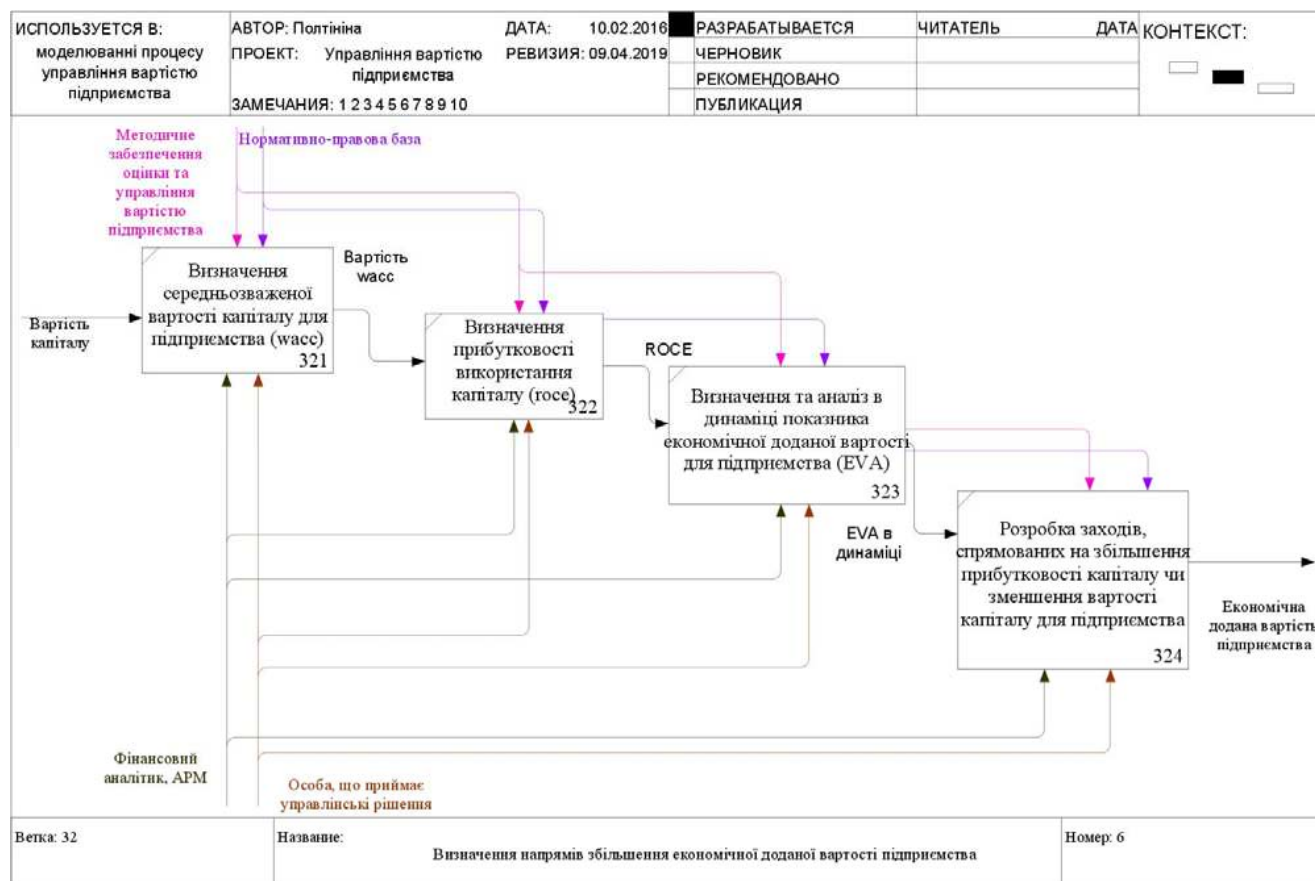 ИСПОЛЬЗУЕТСЯ В:
моделюванні процесу
управління вартістю
підприємства
АВТОР: Полтініна
ДАТА: 10.02.2016
ПРОЕКТ: Управління вартістю
підприємства
РЕВИЗИЯ: 09.04.2019
ЗАМЕЧАНИЯ: 1 2 3 4 5 6 7 8 9 10
РАЗРАБАТЫВАЕТСЯ
ЧЕРНОВИК
РЕКОМЕНДОВАНО
ПУБЛИКАЦИЯ
ЧИТАТЕЛЬ
ДАТА
КОНТЕКСТ:
Методичне
забезпечення
оцінки та
управління
вартістю
підприємства
Нормативно-правова база
Вартість
капіталу
Визначення
середньозваженої
вартості капіталу для
підприємства (wacc)
321
Вартість
wacc
Визначення
прибутковості
використання
капіталу (roce)
322
ROCE
Визначення та аналіз в
динаміці показника
економічної доданої вартості
для підприємства (EVA)
323
EVA в
динаміці
Розробка заходів,
спрямованих на збільшення
прибутковості капіталу чи
зменшення вартості
капіталу для підприємства
324
Економічна
додана вартість
підприємства
Фінансовий
аналітик, АРМ
Особа, що приймає
управлінські рішення
Ветка: 32
Название:
Визначення напрямів збільшення економічної доданої вартості підприємства
Номер: 6